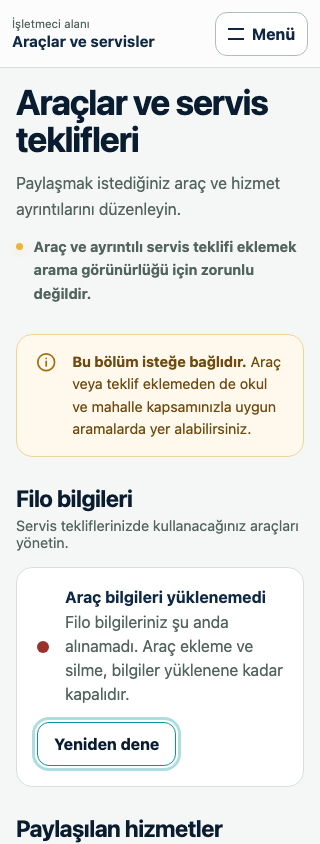 İşletmeci alanı
Araçlar ve servisler
Menü
Araçlar ve servis
teklifleri
Paylaşmak istediğiniz araç ve hizmet
ayrıntılarını düzenleyin.
Araç ve ayrıntılı servis teklifi eklemek
arama görünürlüğü için zorunlu
değildir.
Bu bölüm isteğe bağlıdır. Araç
veya teklif eklemeden de okul
ve mahalle kapsamınızla uygun
aramalarda yer alabilirsiniz.
Filo bilgileri
Servis tekliflerinizde kullanacağınız araçları
yönetin.
Araç bilgileri yüklenemedi
Filo bilgileriniz şu anda
alınamadı. Araç ekleme ve
silme, bilgiler yüklenene kadar
kapalıdır.
Yeniden dene
Paylaşılan hizmetler